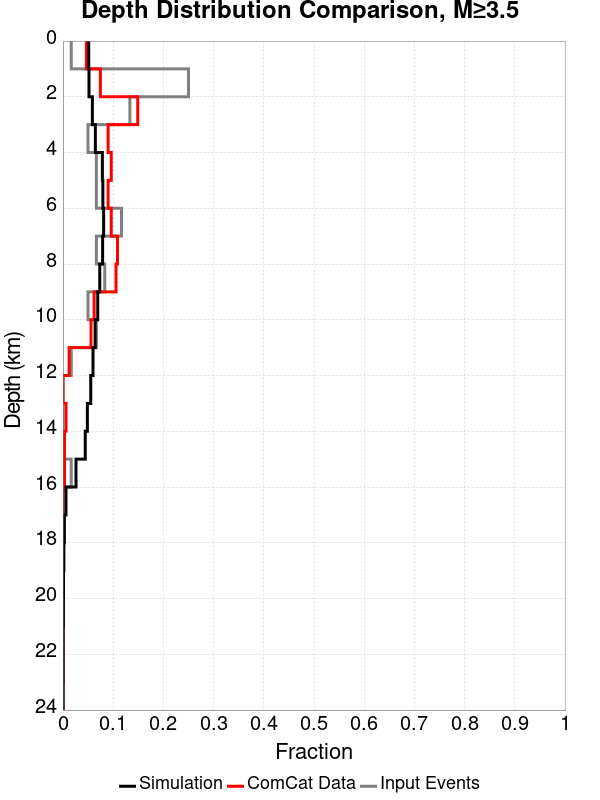 Depth Distribution Comparison, M≥3.5
0
2
4
6
8
10
12
14
16
18
20
22
24
Depth (km)
0 0.1 0.2 0.3 0.4 0.5 0.6 0.7 0.8 0.9 1
Fraction
Simulation ComCat Data Input Events